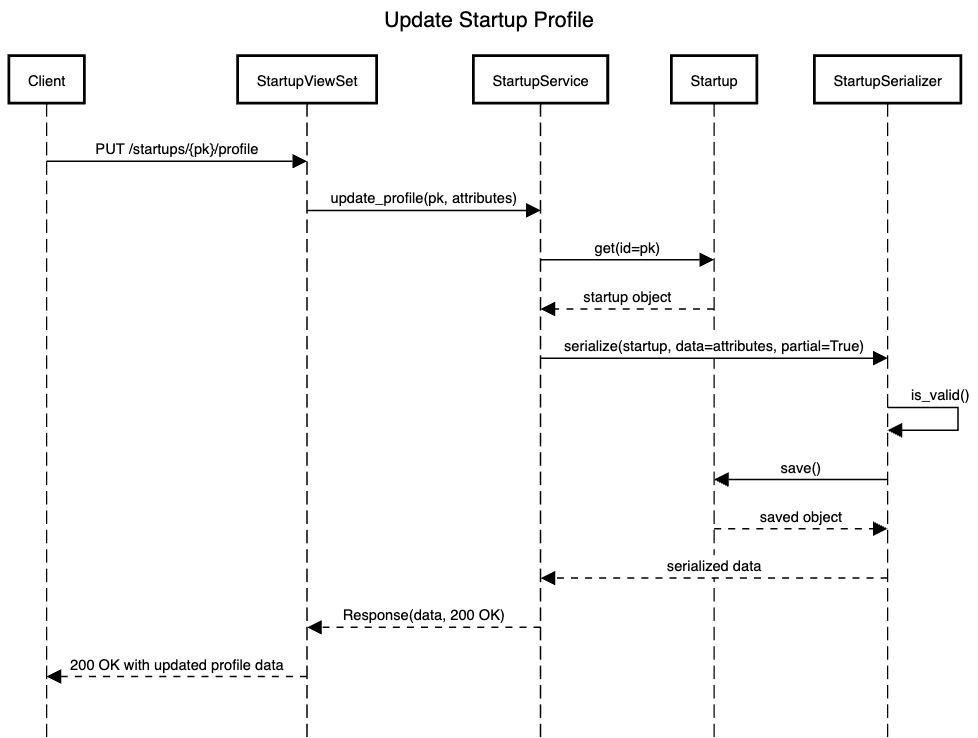 Update Startup Profile
Client
StartupViewSet
StartupService
Startup
StartupSerializer
PUT /startups/{pk}/profile
update_profile(pk, attributes)
get(id=pk)
startup object
serialize(startup, data=attributes, partial=True)
is_valid()
save()
saved object
serialized data
Response(data, 200 OK)
200 OK with updated profile data